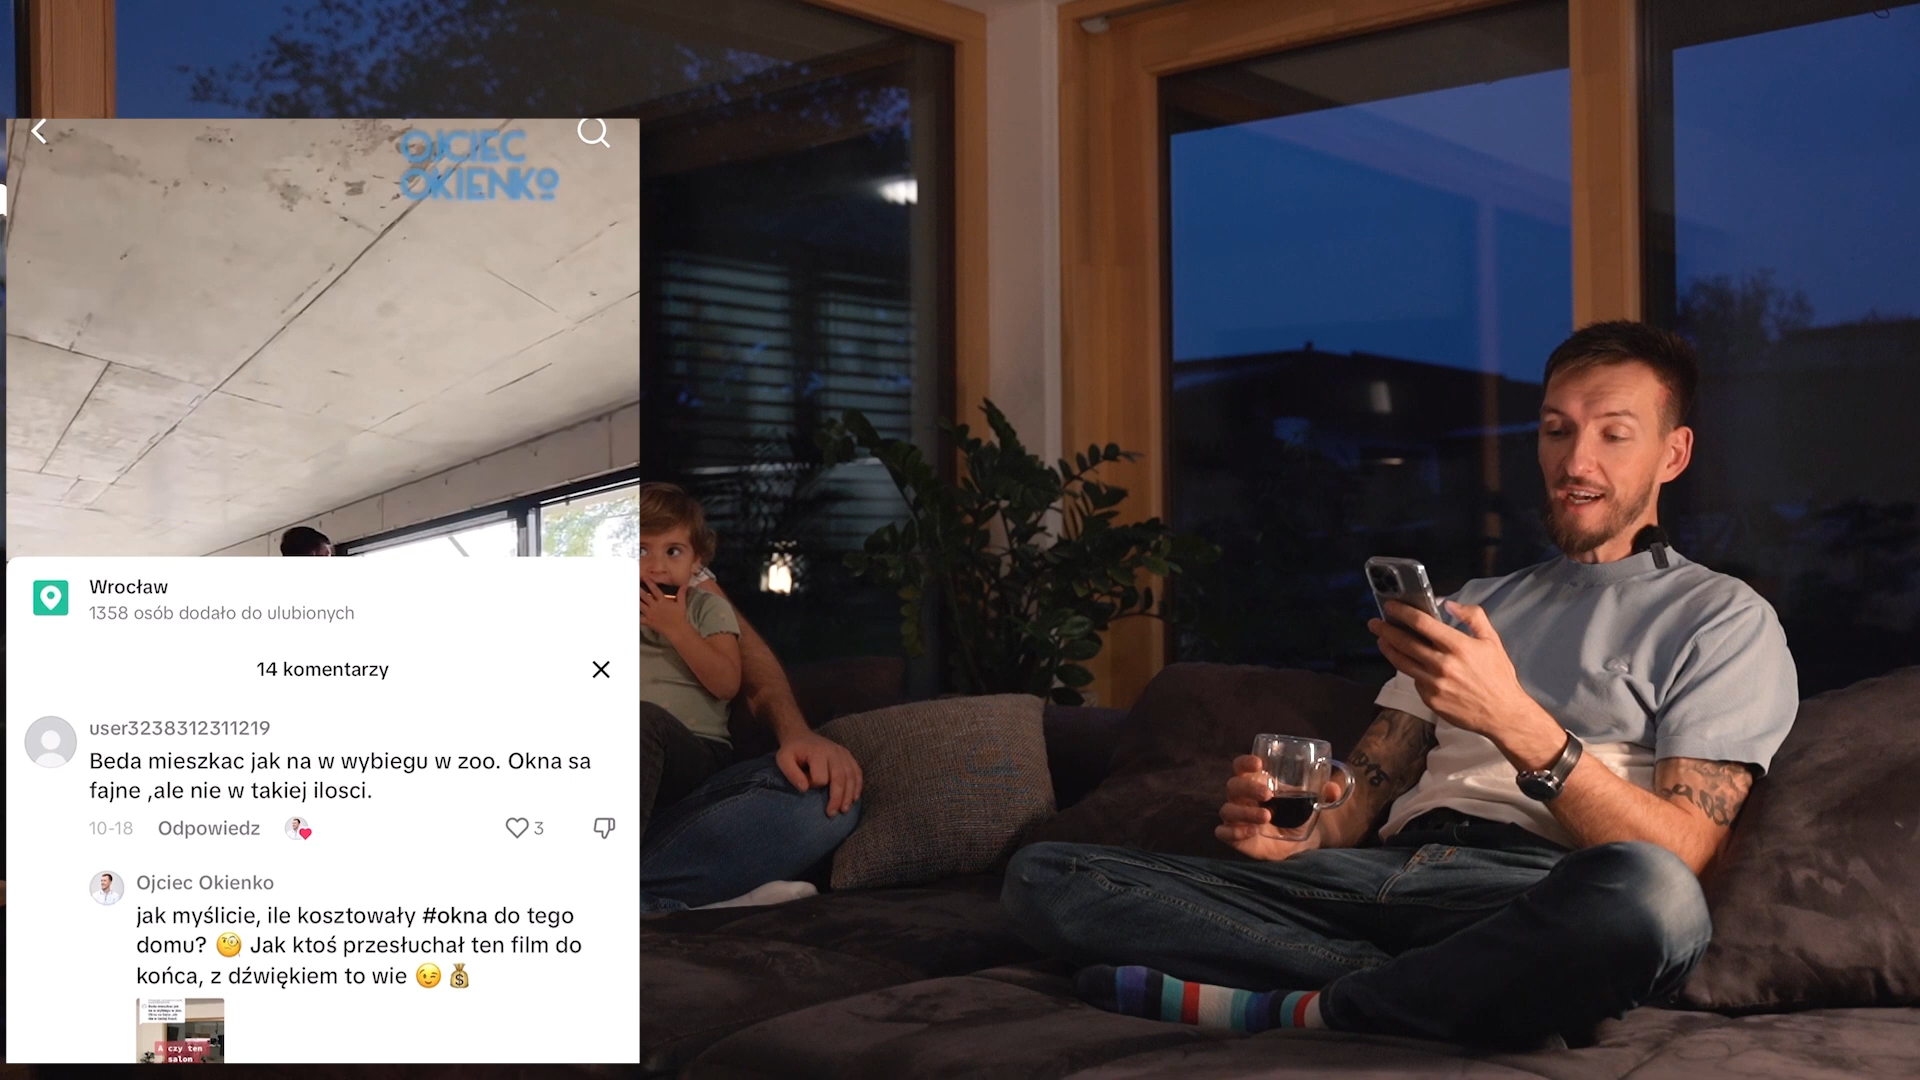 OJCIEC
OKIENKO
Wrocław
1358 osób dodało do ulubionych
14 komentarzy
user3238312311219
Beda mieszkac jak na w wybiegu w zoo. Okna sa
fajne ,ale nie w takiej ilosci.
10-18 Odpowiedz 3
Ojciec Okienko
jak myślicie, ile kosztowały #okna do tego
domu? 🧐 Jak ktoś przesłuchał ten film do
końca, z dźwiękiem to wie 😉 💰
A czy ten
salon